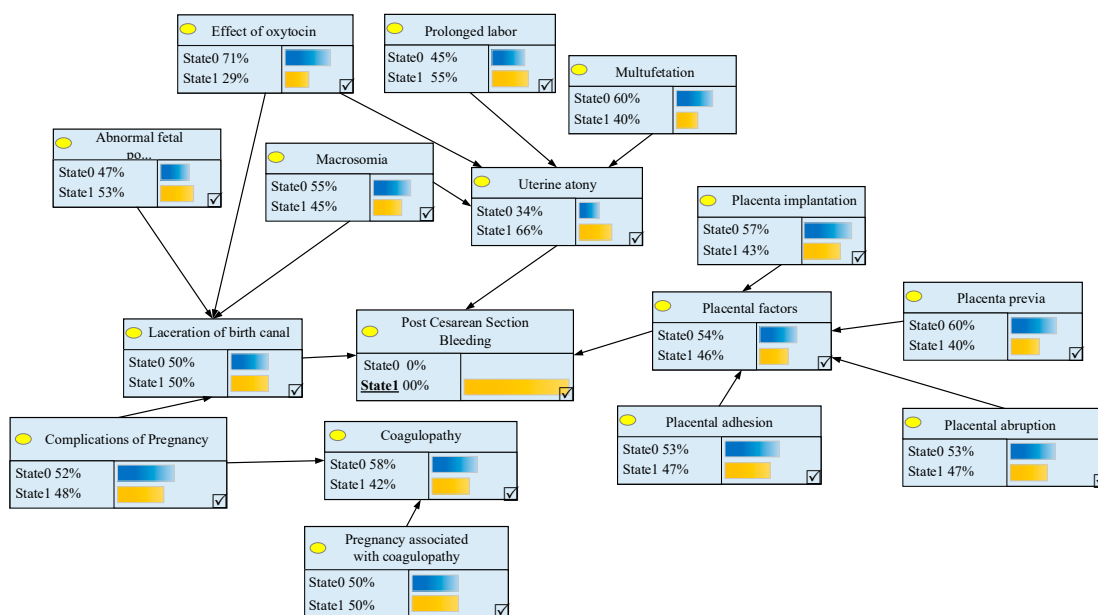 Effect of oxytocin
State0 71%
State1 29%
Prolonged labor
State0 45%
State1 55%
Multufetation
State0 60%
State1 40%
Abnormal fetal
po...
State0 47%
State1 53%
Macrosomia
State0 55%
State1 45%
Uterine atony
State0 34%
State1 66%
Placenta implantation
State0 57%
State1 43%
Laceration of birth canal
State0 50%
State1 50%
Post Cesarean Section
Bleeding
State0 0%
State1 00%
Placental factors
State0 54%
State1 46%
Placenta previa
State0 60%
State1 40%
Complications of Pregnancy
State0 52%
State1 48%
Coagulopathy
State0 58%
State1 42%
Placental adhesion
State0 53%
State1 47%
Placental abruption
State0 53%
State1 47%
Pregnancy associated
with coagulopathy
State0 50%
State1 50%